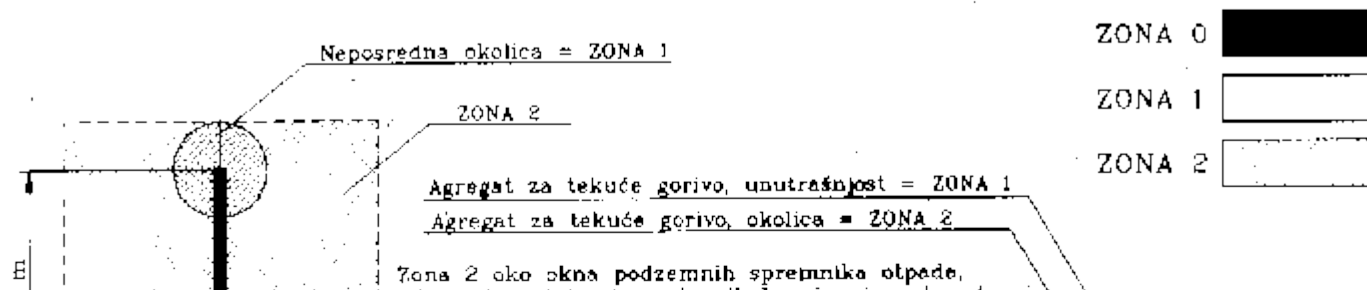 Neposredna okolica = ZONA 1
ZONA 2
Agregat za tekuće gorivo, unutrašnjost = ZONA 1
Agregat za tekuće gorivo, okolica = ZONA 2
Zona 2 oko okna podzemnih spremnika otpada,
m
ZONA 0
ZONA 1
ZONA 2